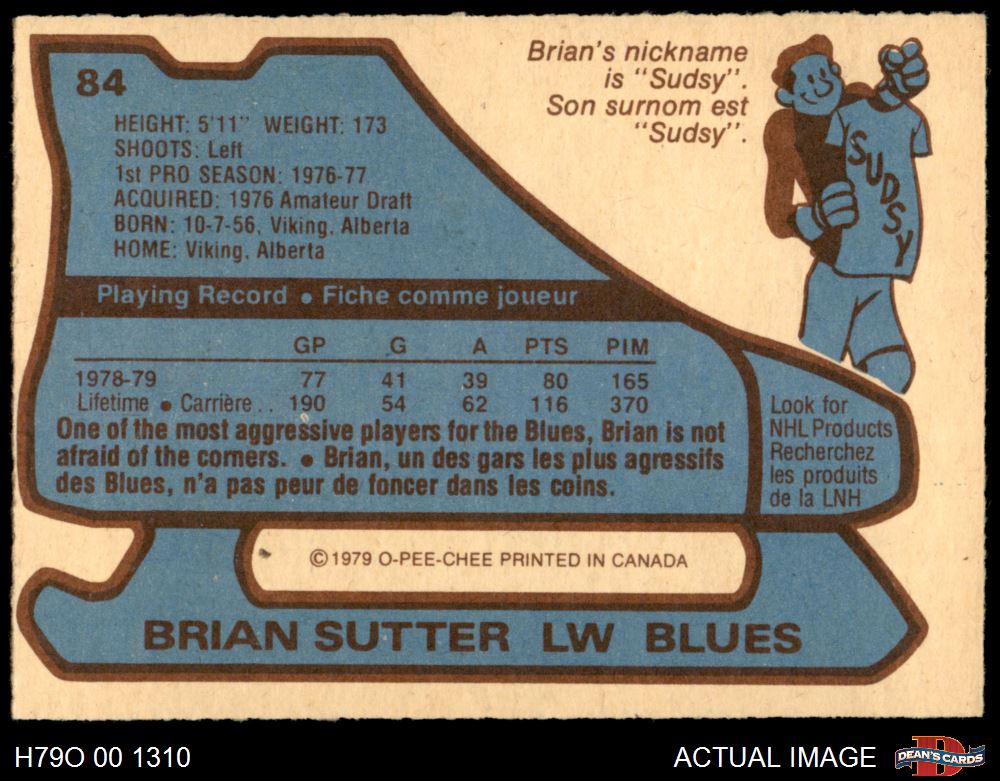 84
Brian's nickname
is "Sudsy".
Son surnom est
"Sudsy".
SUDSY
HEIGHT: 5'11" WEIGHT: 173
SHOOTS: Left
1st PRO SEASON: 1976-77
ACQUIRED: 1976 Amateur Draft
BORN: 10-7-56, Viking, Alberta
HOME: Viking, Alberta
Playing Record • Fiche comme joueur
GP G A PTS PIM
1978-79 77 41 39 80 165
Lifetime • Carrière .. 190 54 62 116 370
One of the most aggressive players for the Blues, Brian is not
afraid of the corners. • Brian, un des gars les plus agressifs
des Blues, n'a pas peur de foncer dans les coins.
Look for
NHL Products
Recherchez
les produits
de la LNH
© 1979 O-PEE-CHEE PRINTED IN CANADA
BRIAN SUTTER LW BLUES
H79O 00 1310
ACTUAL IMAGE
D
DEAN'S CARDS